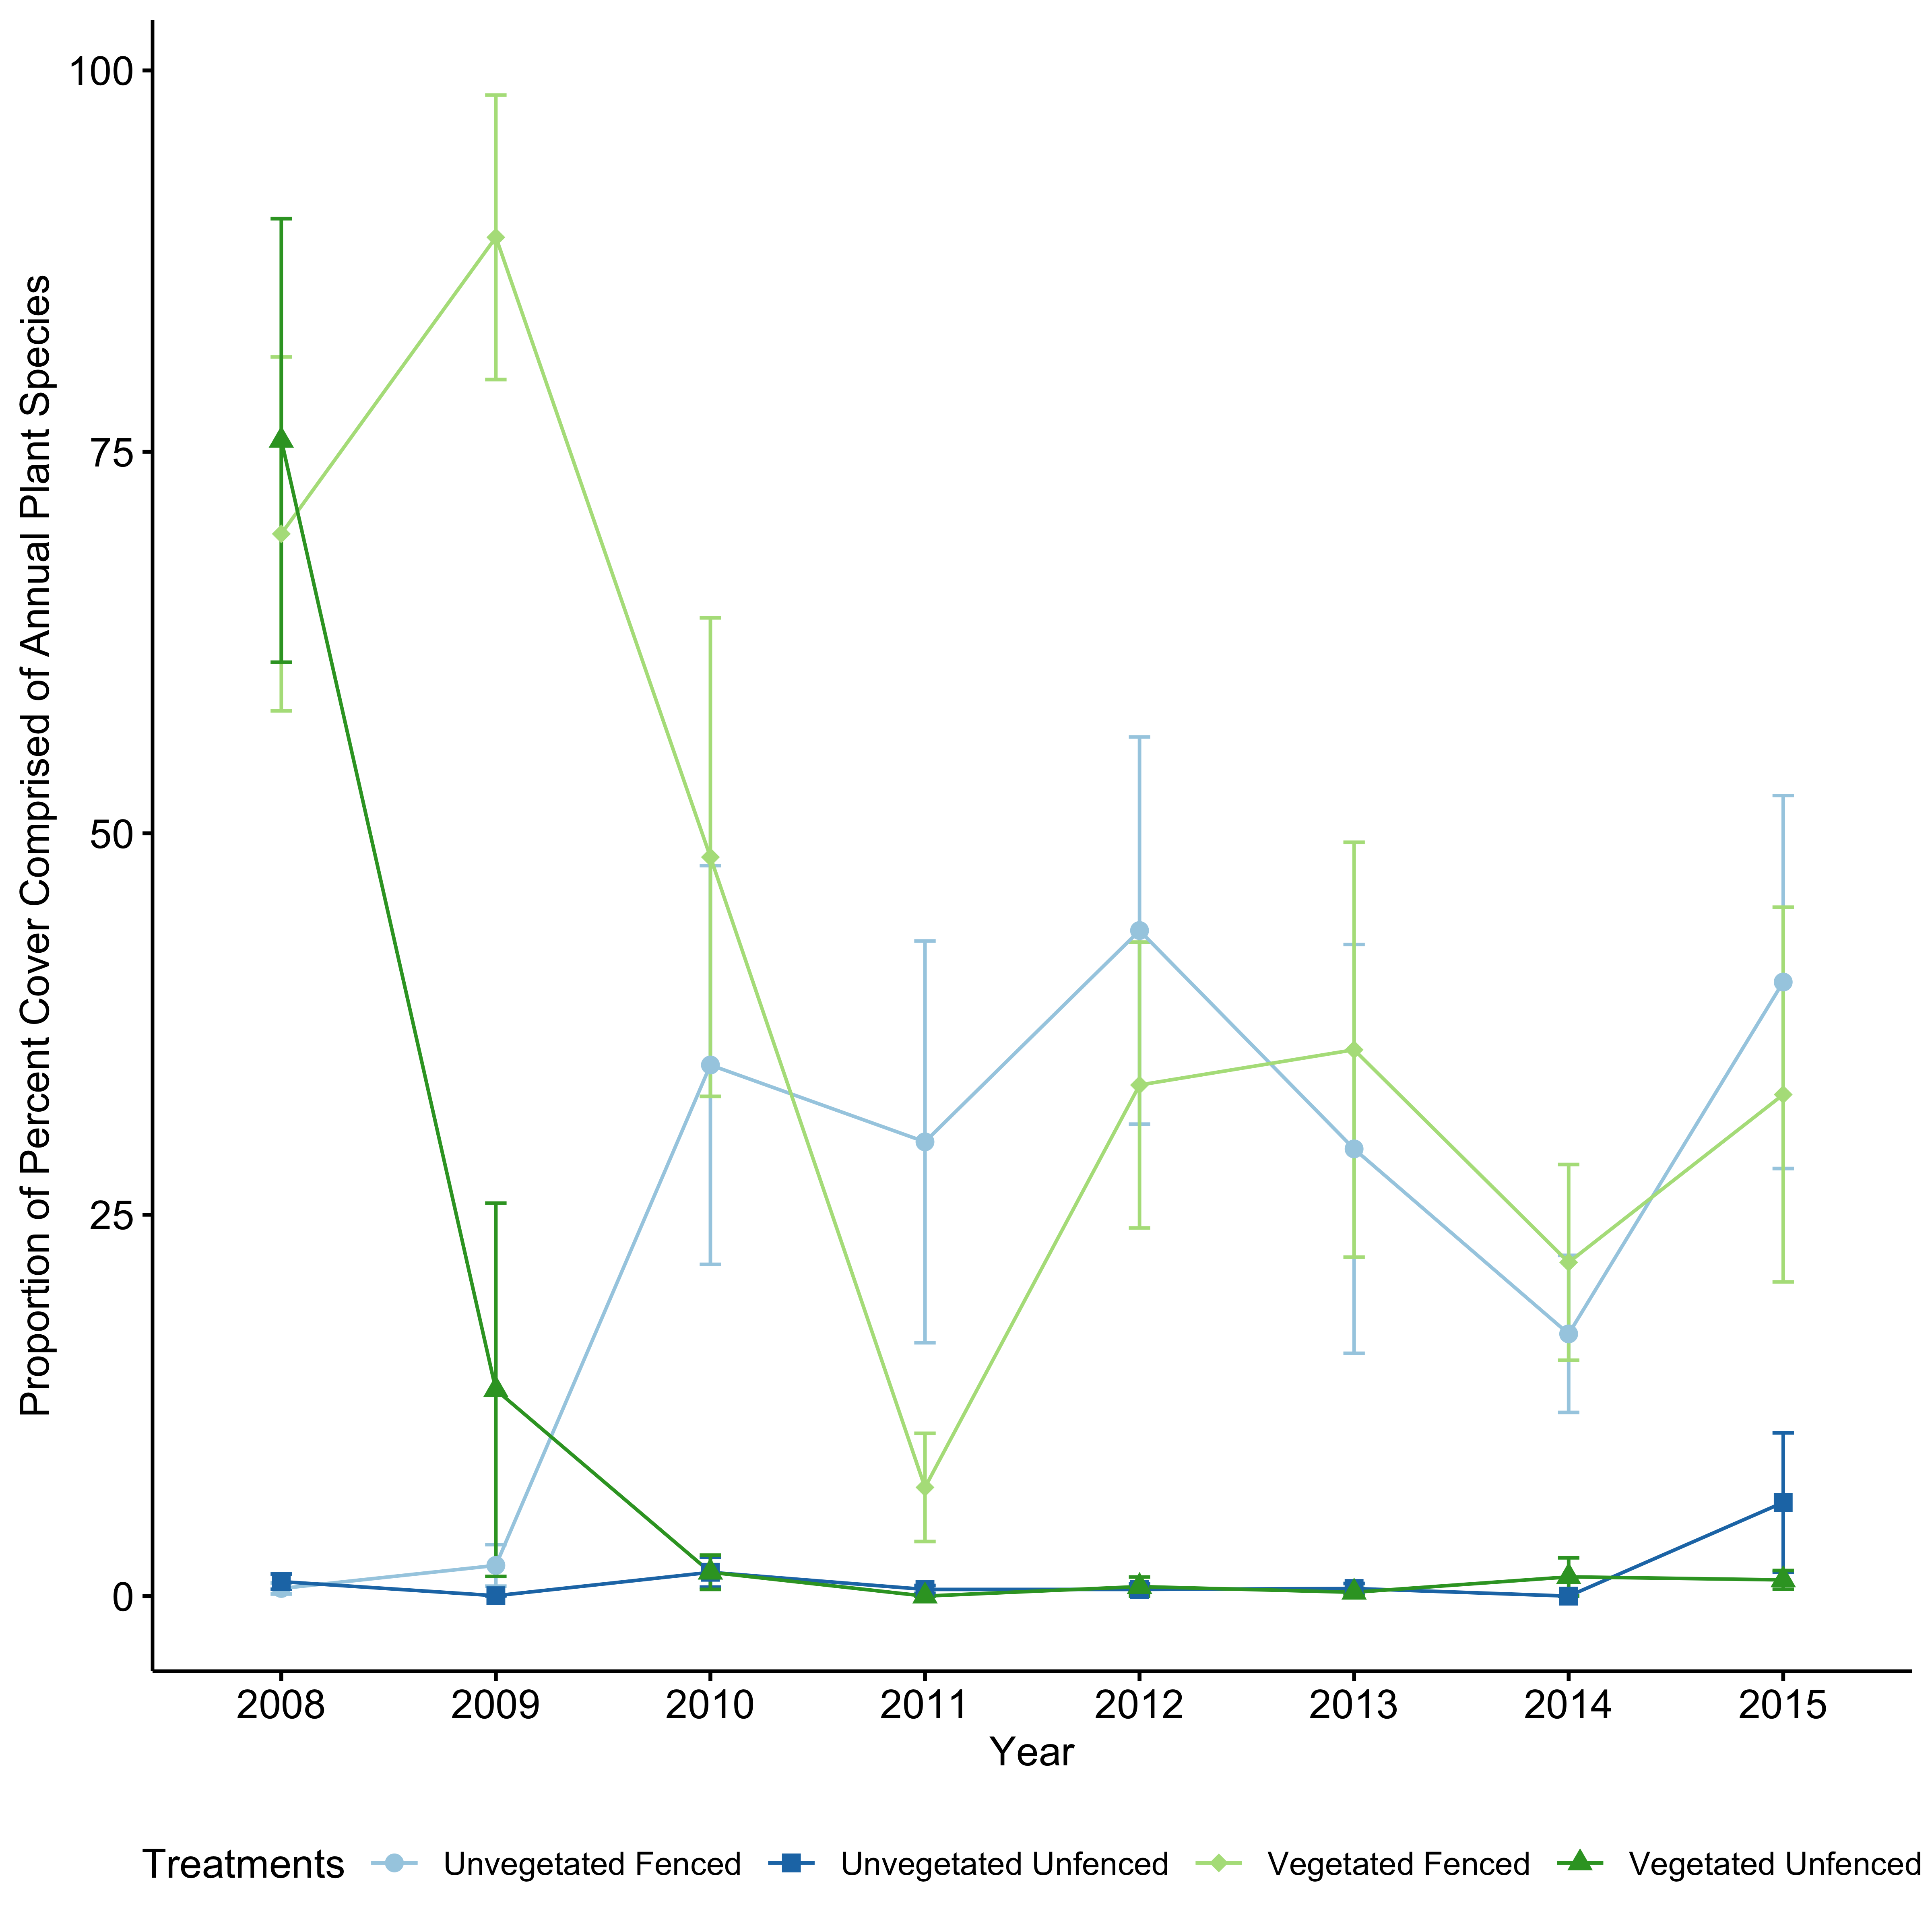 Proportion of Percent Cover Comprised of Annual Plant Species
100
75
50
25
0
2008 2009 2010 2011 2012 2013 2014 2015
Year
Treatments Unvegetated Fenced Unvegetated Unfenced Vegetated Fenced Vegetated Unfenced